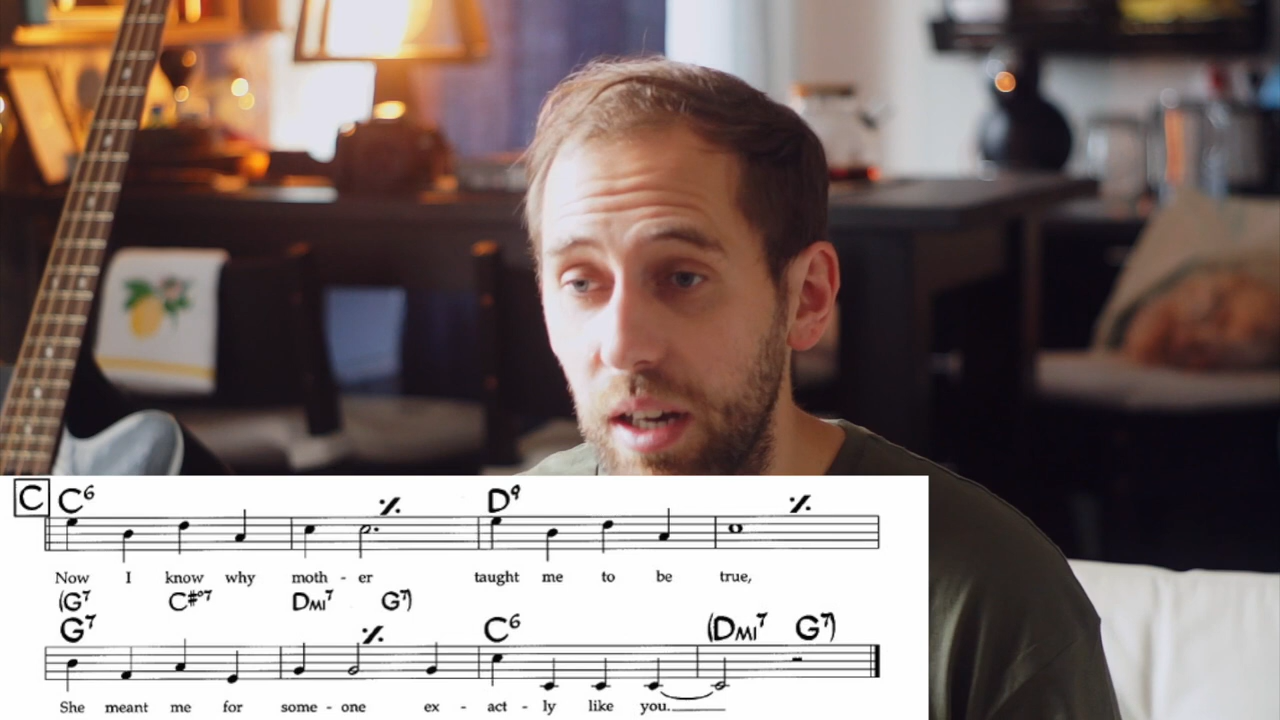 C C6 ٪ D9 ٪
Now I know why moth - er taught me to be true,
(G7 C#°7 DMI7 G7)
G7 ٪ C6 (DMI7 G7)
She meant me for some - one ex - act - ly like you.